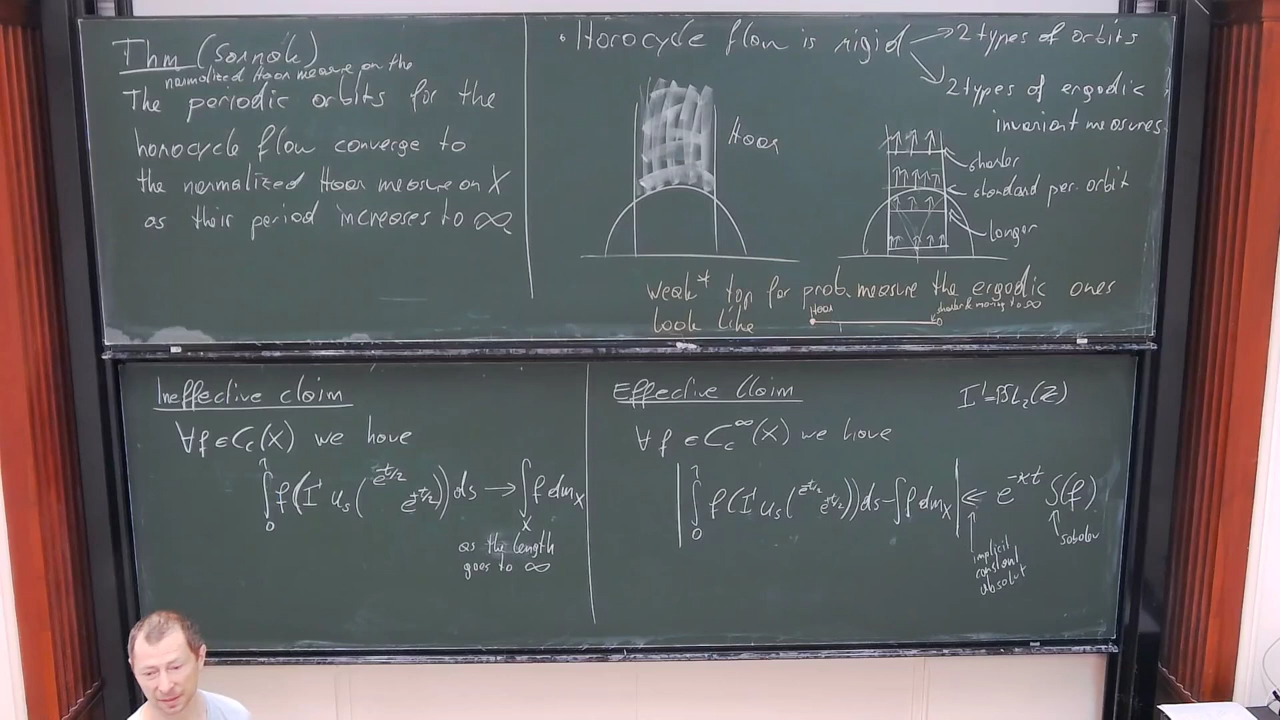 Thm (Sarnak)
normalized Haar measure on the
The periodic orbits for the
horocycle flow converge to
the normalized Haar measure on X
as their period increases to ∞.
• Horocycle flow is rigid → 2 types of orbits
→ 2 types of ergodic
invariant measures.
Haar
shorter
standard per. orbit
longer
weak* top for prob. measure the ergodic ones
look like
Haar
shorter & moving to ∞
Ineffective claim
∀f ∈ C_c(X) we have
∫_0^1 f(Γ u_s (e^{t/2} e^{-t/2})) ds → ∫_X f dm_X
as the length
goes to ∞
Effective Claim
Γ = PSL_2(Z)
∀f ∈ C_c^∞(X) we have
|∫_0^1 f(Γ u_s (e^{t/2} e^{-t/2})) ds - ∫ f dm_X| ≪ e^{-κt} S(f)
implicit
constant
absolut
Sobolev